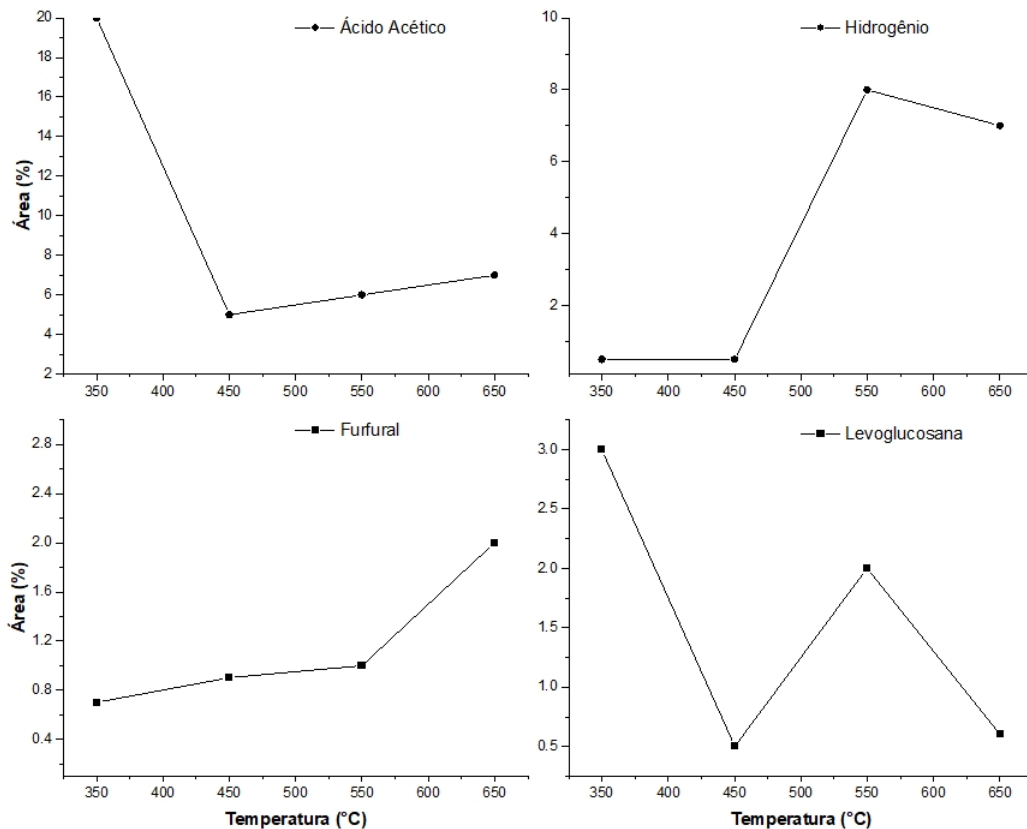 Ácido Acético
20
18
16
14
12
10
8
6
4
2
Área (%)
350 400 450 500 550 600 650
Hidrogênio
10
8
6
4
2
350 400 450 500 550 600 650
Furfural
2.8
2.4
2.0
1.6
1.2
0.8
0.4
Área (%)
350 400 450 500 550 600 650
Temperatura (°C)
Levoglucosana
3.0
2.5
2.0
1.5
1.0
0.5
350 400 450 500 550 600 650
Temperatura (°C)